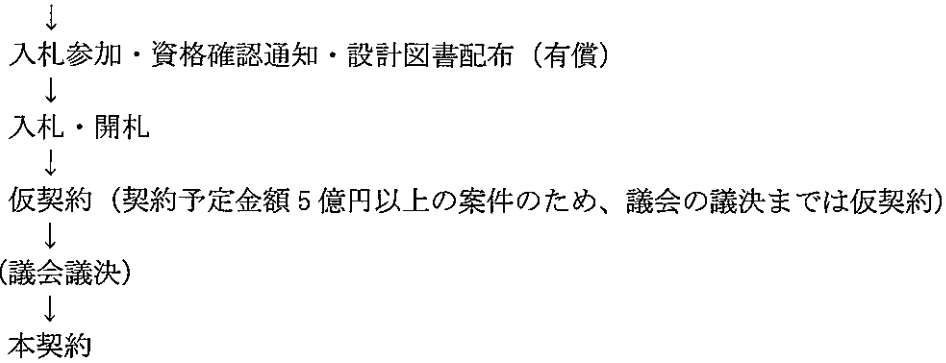 ↓
入札参加・資格確認通知・設計図書配布（有償）
↓
入札・開札
↓
仮契約（契約予定金額5億円以上の案件のため、議会の議決までは仮契約）
↓
（議会議決）
↓
本契約